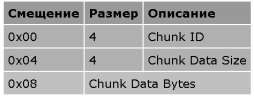 Смещение Размер Описание
0x00 4 Chunk ID
0x04 4 Chunk Data Size
0x08 Chunk Data Bytes